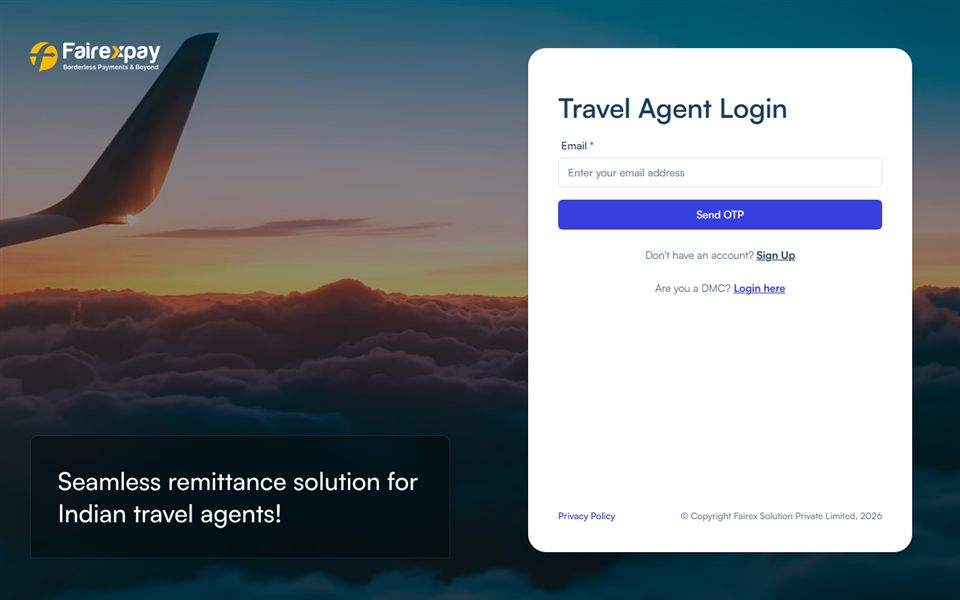 Fairexpay
Borderless Payments & Beyond
Seamless remittance solution for
Indian travel agents!
Travel Agent Login
Email *
Enter your email address
Send OTP
Don't have an account? Sign Up
Are you a DMC? Login here
Privacy Policy
© Copyright Fairex Solution Private Limited, 2026